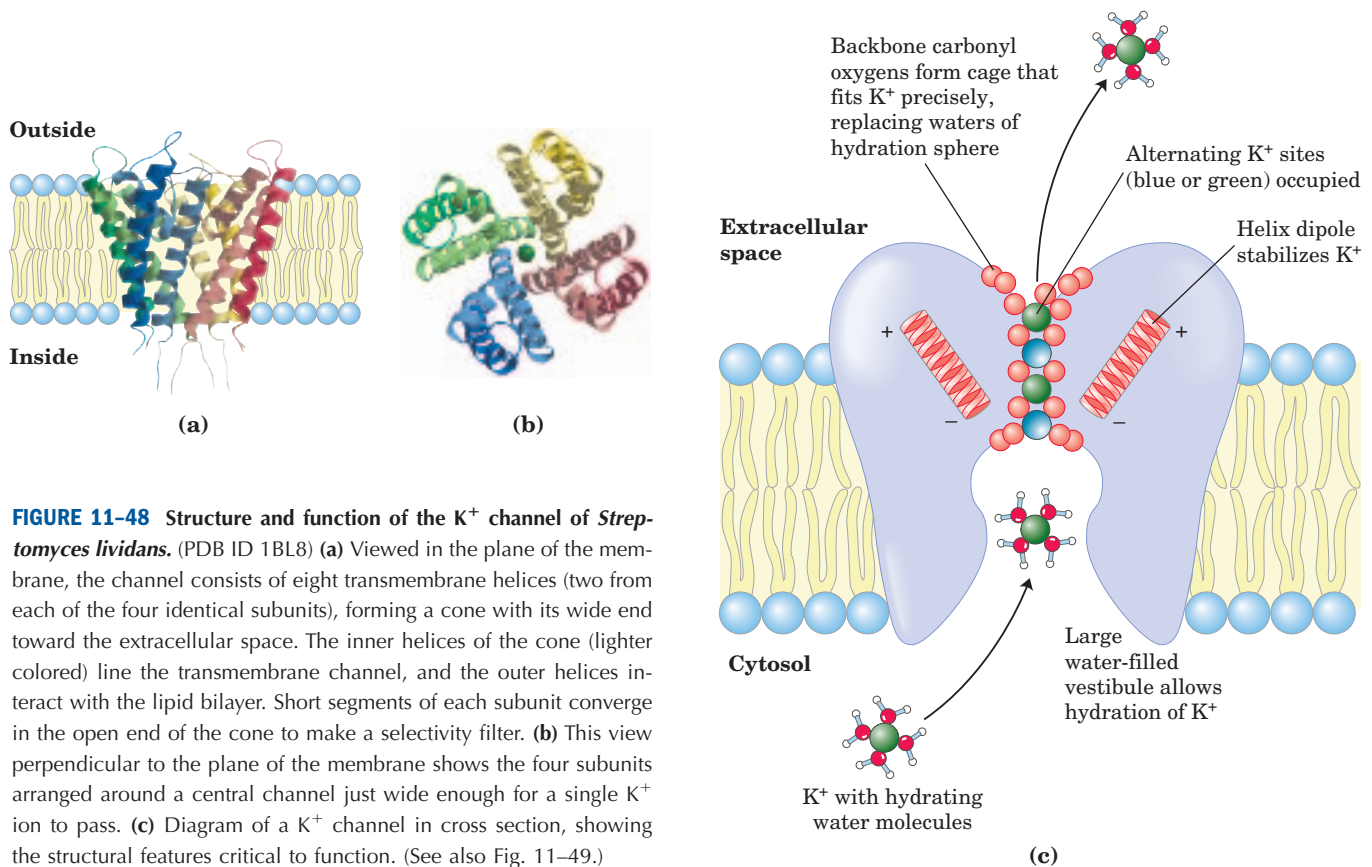 Outside
Inside
(a)
(b)
FIGURE 11–48 Structure and function of the K⁺ channel of Strep-
tomyces lividans. (PDB ID 1BL8) (a) Viewed in the plane of the mem-
brane, the channel consists of eight transmembrane helices (two from
each of the four identical subunits), forming a cone with its wide end
toward the extracellular space. The inner helices of the cone (lighter
colored) line the transmembrane channel, and the outer helices in-
teract with the lipid bilayer. Short segments of each subunit converge
in the open end of the cone to make a selectivity filter. (b) This view
perpendicular to the plane of the membrane shows the four subunits
arranged around a central channel just wide enough for a single K⁺
ion to pass. (c) Diagram of a K⁺ channel in cross section, showing
the structural features critical to function. (See also Fig. 11–49.)
Backbone carbonyl
oxygens form cage that
fits K⁺ precisely,
replacing waters of
hydration sphere
Alternating K⁺ sites
(blue or green) occupied
Extracellular
space
Helix dipole
stabilizes K⁺
+
+
−
−
Cytosol
Large
water-filled
vestibule allows
hydration of K⁺
K⁺ with hydrating
water molecules
(c)